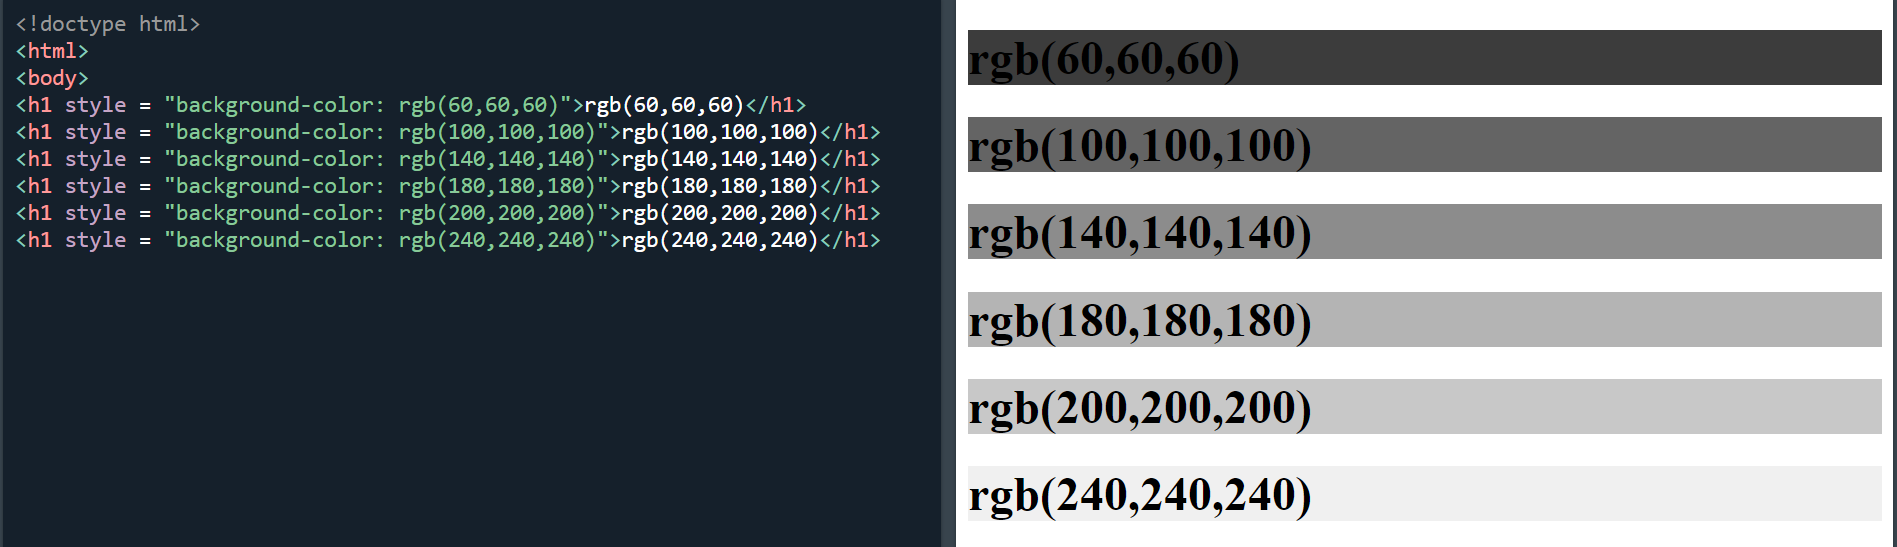 <!doctype html>
<html>
<body>
<h1 style = "background-color: rgb(60,60,60)">rgb(60,60,60)</h1>
<h1 style = "background-color: rgb(100,100,100)">rgb(100,100,100)</h1>
<h1 style = "background-color: rgb(140,140,140)">rgb(140,140,140)</h1>
<h1 style = "background-color: rgb(180,180,180)">rgb(180,180,180)</h1>
<h1 style = "background-color: rgb(200,200,200)">rgb(200,200,200)</h1>
<h1 style = "background-color: rgb(240,240,240)">rgb(240,240,240)</h1>
rgb(60,60,60)
rgb(100,100,100)
rgb(140,140,140)
rgb(180,180,180)
rgb(200,200,200)
rgb(240,240,240)